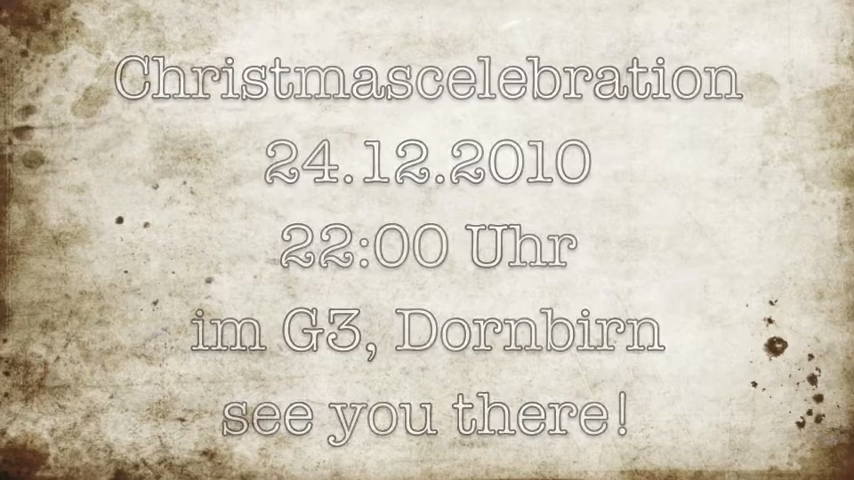 Christmascelebration
24.12.2010
22:00 Uhr
im G3, Dornbirn
see you there!